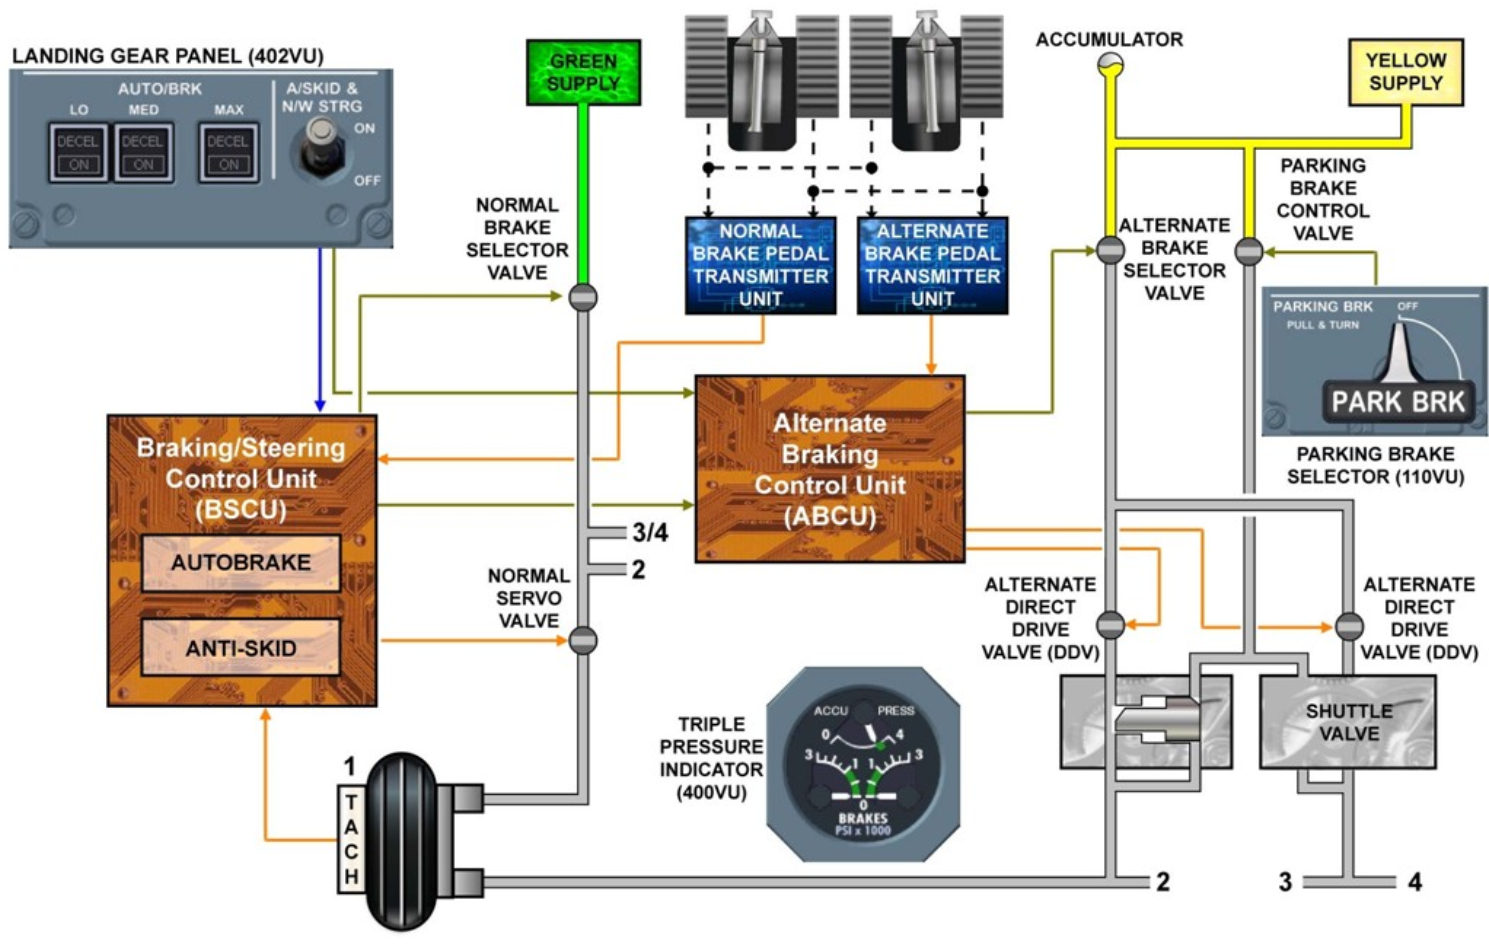 LANDING GEAR PANEL (402VU)
AUTO/BRK
LO
MED
MAX
DECEL
ON
DECEL
ON
DECEL
ON
A/SKID &
N/W STRG
ON
OFF
GREEN
SUPPLY
NORMAL
BRAKE
SELECTOR
VALVE
NORMAL
BRAKE PEDAL
TRANSMITTER
UNIT
ALTERNATE
BRAKE PEDAL
TRANSMITTER
UNIT
ACCUMULATOR
YELLOW
SUPPLY
ALTERNATE
BRAKE
SELECTOR
VALVE
PARKING
BRAKE
CONTROL
VALVE
PARKING BRK
PULL & TURN
OFF
PARK BRK
PARKING BRAKE
SELECTOR (110VU)
Braking/Steering
Control Unit
(BSCU)
AUTOBRAKE
ANTI-SKID
Alternate
Braking
Control Unit
(ABCU)
3/4
2
NORMAL
SERVO
VALVE
ALTERNATE
DIRECT
DRIVE
VALVE (DDV)
ALTERNATE
DIRECT
DRIVE
VALVE (DDV)
SHUTTLE
VALVE
TRIPLE
PRESSURE
INDICATOR
(400VU)
ACCU PRESS
0 4
3 1 1 3
0
BRAKES
PSI x 1000
1
TACH
2
3
4